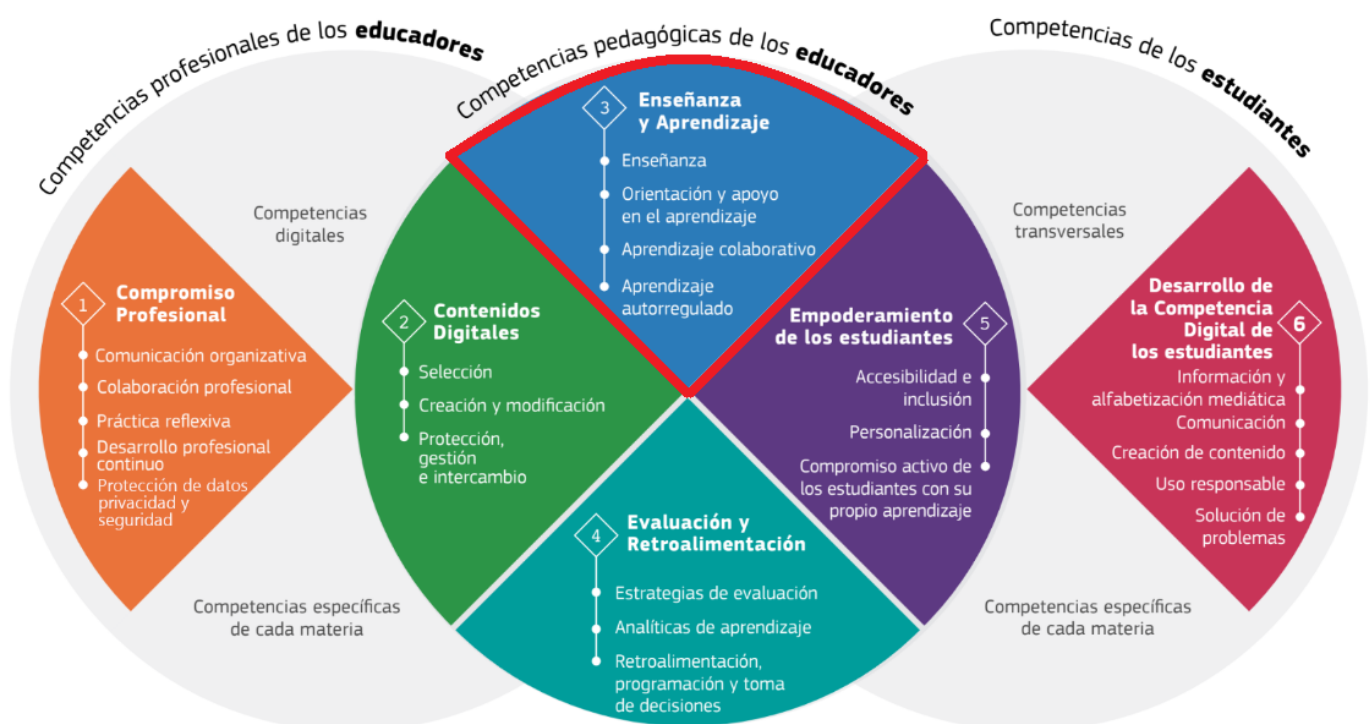 Competencias profesionales de los educadores
Competencias pedagógicas de los educadores
Competencias de los estudiantes
Competencias
digitales
Competencias específicas
de cada materia
1
Compromiso
Profesional
Comunicación organizativa
Colaboración profesional
Práctica reflexiva
Desarrollo profesional
continuo
Protección de datos
privacidad y
seguridad
2
Contenidos
Digitales
Selección
Creación y modificación
Protección,
gestión
e intercambio
3
Enseñanza
y Aprendizaje
Enseñanza
Orientación y apoyo
en el aprendizaje
Aprendizaje colaborativo
Aprendizaje
autorregulado
4
Evaluación y
Retroalimentación
Estrategias de evaluación
Analíticas de aprendizaje
Retroalimentación,
programación y toma
de decisiones
Empoderamiento
de los estudiantes
5
Accesibilidad e
inclusión
Personalización
Compromiso activo de
los estudiantes con su
propio aprendizaje
Competencias
transversales
Competencias específicas
de cada materia
Desarrollo de
la Competencia
Digital de
los estudiantes
6
Información y
alfabetización mediática
Comunicación
Creación de contenido
Uso responsable
Solución de
problemas